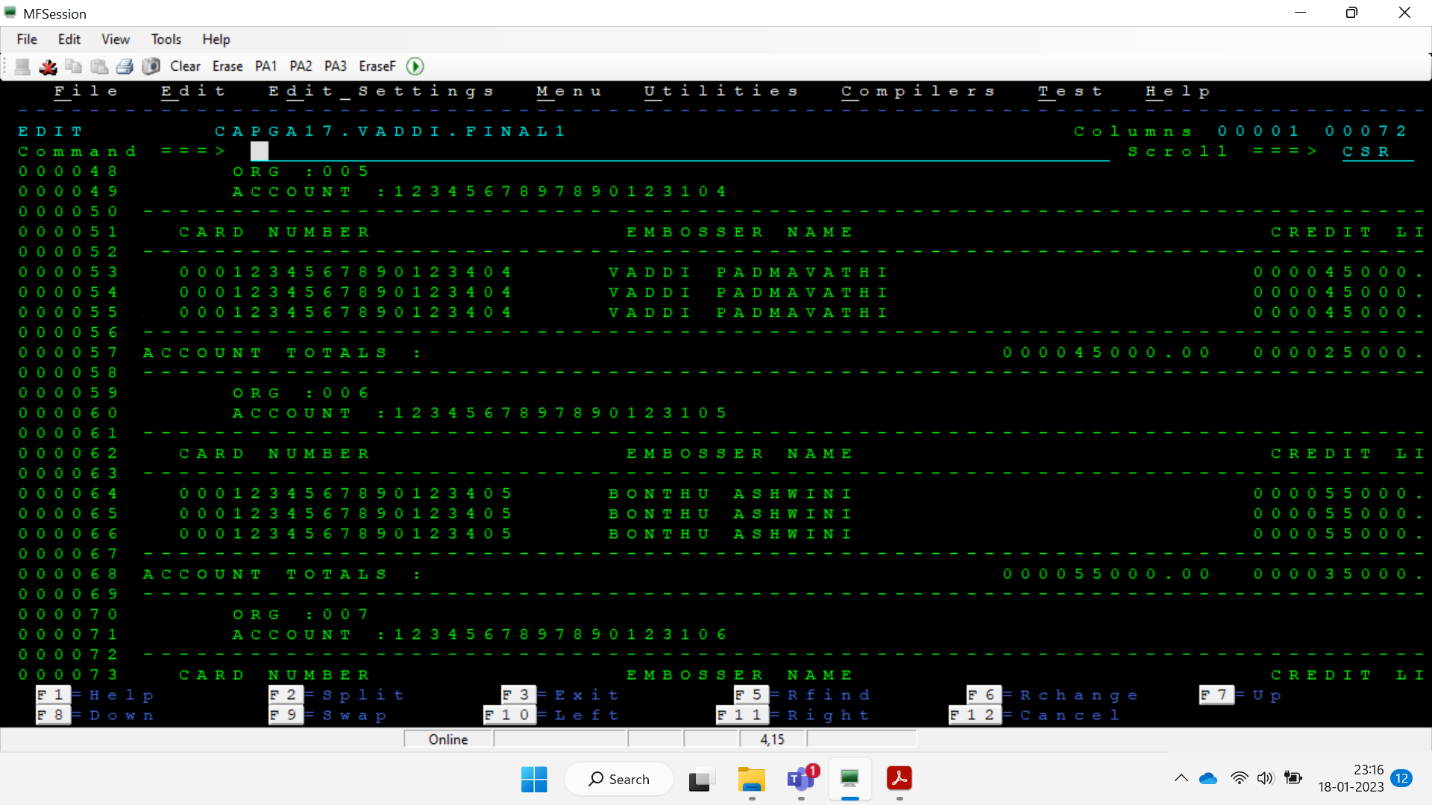 MFSession
File Edit View Tools Help
Clear Erase PA1 PA2 PA3 EraseF
File Edit Edit_Settings Menu Utilities Compilers Test Help
EDIT CAPGA17.VADDI.FINAL1 Columns 00001 00072
Command ===> Scroll ===> CSR
000048 ORG :005
000049 ACCOUNT :1234567897890123104
000050 ------------------------------------------------------------------------
000051 CARD NUMBER EMBOSSER NAME CREDIT LI
000052 ------------------------------------------------------------------------
000053 0001234567890123404 VADDI PADMAVATHI 000045000.
000054 0001234567890123404 VADDI PADMAVATHI 000045000.
000055 0001234567890123404 VADDI PADMAVATHI 000045000.
000056 ------------------------------------------------------------------------
000057 ACCOUNT TOTALS : 000045000.00 000025000.
000058 ------------------------------------------------------------------------
000059 ORG :006
000060 ACCOUNT :1234567897890123105
000061 ------------------------------------------------------------------------
000062 CARD NUMBER EMBOSSER NAME CREDIT LI
000063 ------------------------------------------------------------------------
000064 0001234567890123405 BONTHU ASHWINI 000055000.
000065 0001234567890123405 BONTHU ASHWINI 000055000.
000066 0001234567890123405 BONTHU ASHWINI 000055000.
000067 ------------------------------------------------------------------------
000068 ACCOUNT TOTALS : 000055000.00 000035000.
000069 ------------------------------------------------------------------------
000070 ORG :007
000071 ACCOUNT :1234567897890123106
000072 ------------------------------------------------------------------------
000073 CARD NUMBER EMBOSSER NAME CREDIT LI
F1=Help F2=Split F3=Exit F5=Rfind F6=Rchange F7=Up
F8=Down F9=Swap F10=Left F11=Right F12=Cancel
Online 4,15
Search 1 23:16
18-01-2023 12